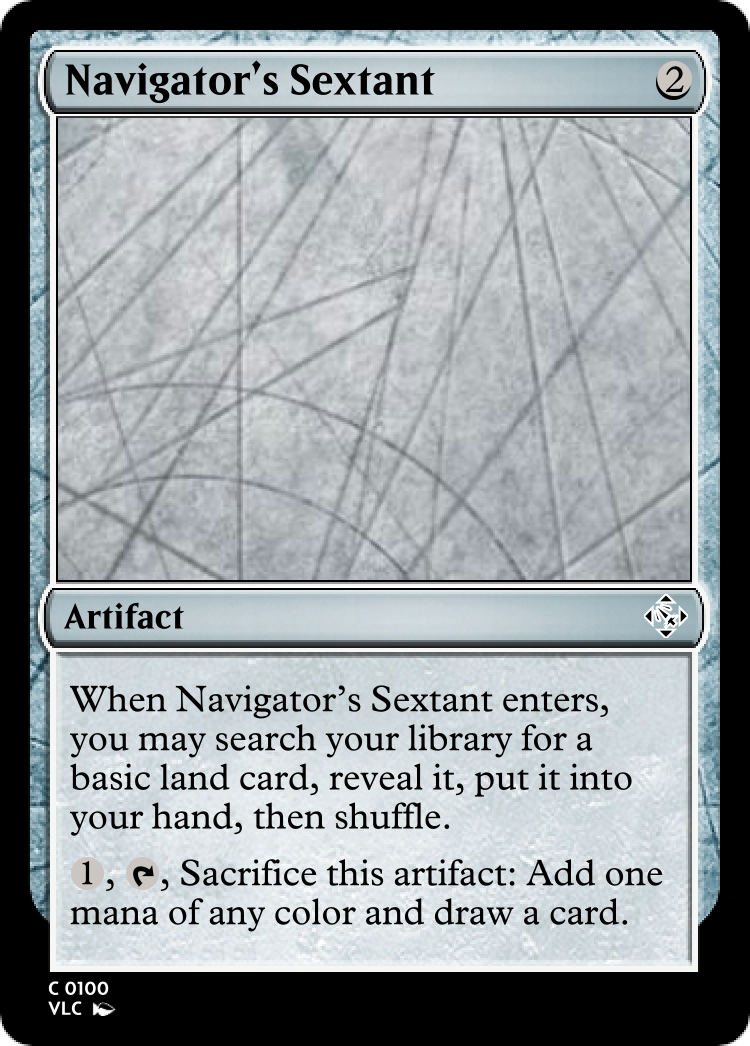 Navigator's Sextant 2
Artifact
When Navigator's Sextant enters,
you may search your library for a
basic land card, reveal it, put it into
your hand, then shuffle.
1, , Sacrifice this artifact: Add one
mana of any color and draw a card.
C 0100
VLC